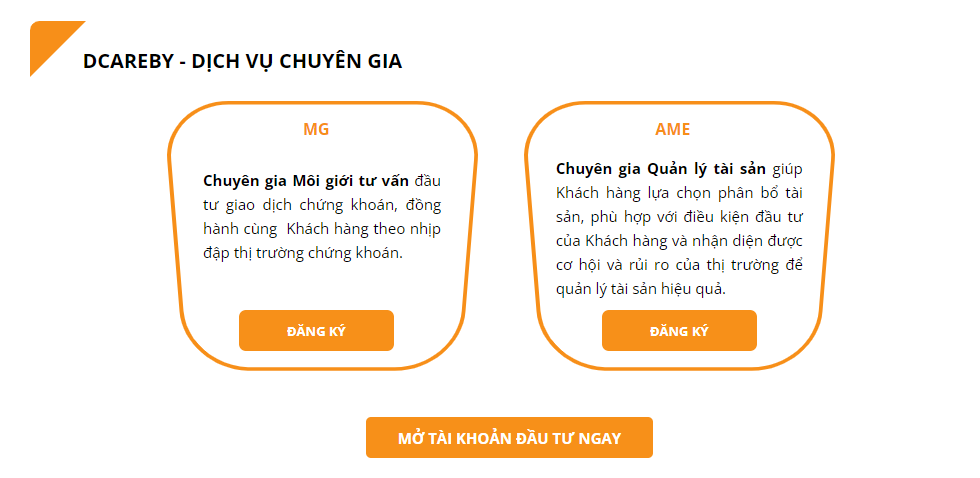 DCAREBY - DỊCH VỤ CHUYÊN GIA
MG
Chuyên gia Môi giới tư vấn đầu
tư giao dịch chứng khoán, đồng
hành cùng Khách hàng theo nhịp
đập thị trường chứng khoán.
ĐĂNG KÝ
AME
Chuyên gia Quản lý tài sản giúp
Khách hàng lựa chọn phân bổ tài
sản, phù hợp với điều kiện đầu tư
của Khách hàng và nhận diện được
cơ hội và rủi ro của thị trường để
quản lý tài sản hiệu quả.
ĐĂNG KÝ
MỞ TÀI KHOẢN ĐẦU TƯ NGAY